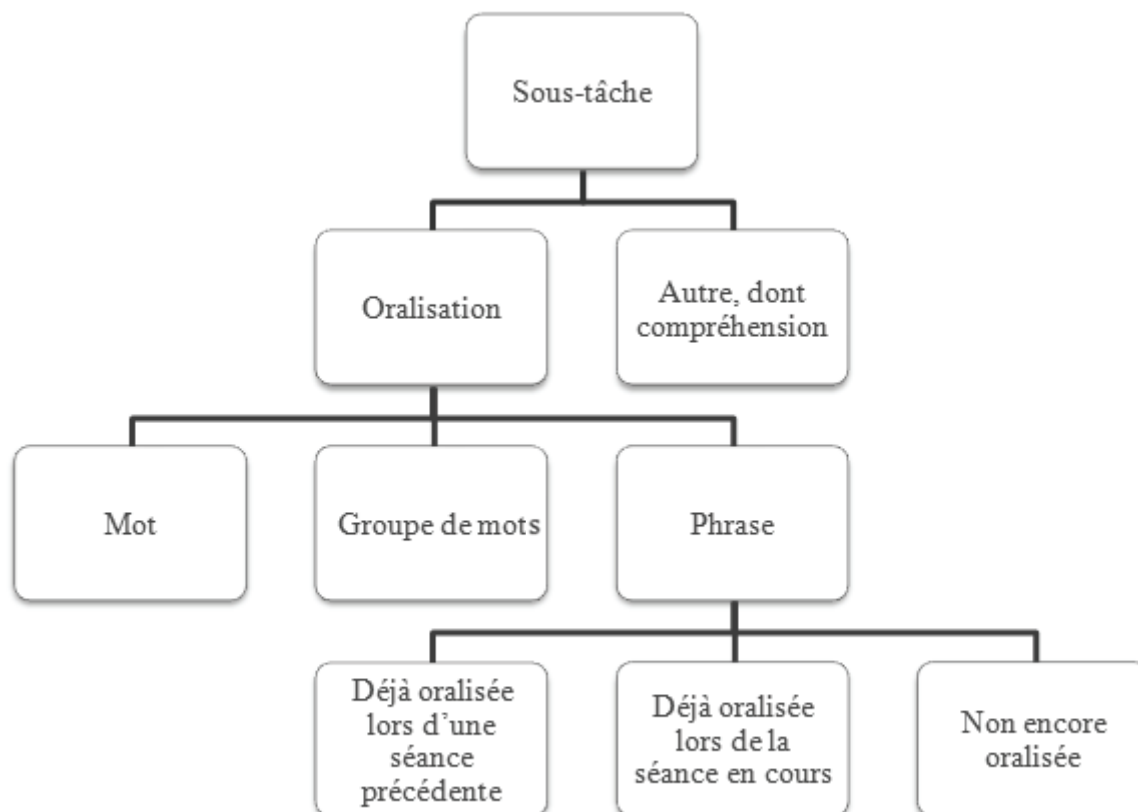 Sous-tâche
Oralisation
Autre, dont
compréhension
Mot
Groupe de mots
Phrase
Déjà oralisée
lors d’une
séance
précédente
Déjà oralisée
lors de la
séance en cours
Non encore
oralisée